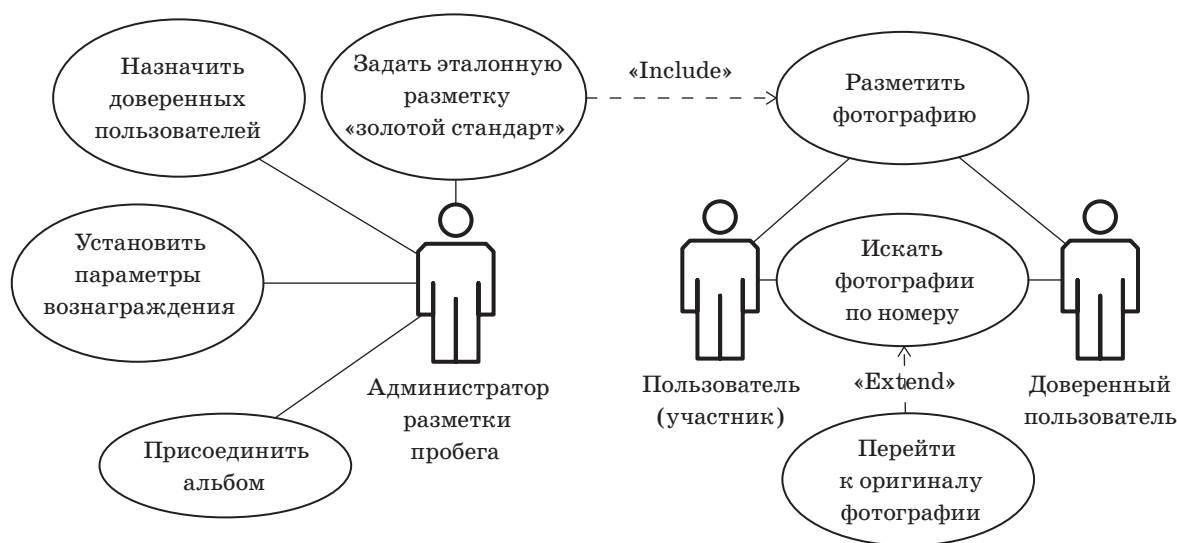 Назначить
доверенных
пользователей
Задать эталонную
разметку
«золотой стандарт»
«Include»
Разметить
фотографию
Установить
параметры
вознаграждения
Искать
фотографии
по номеру
Администратор
разметки
пробега
Пользователь
(участник)
«Extend»
Доверенный
пользователь
Присоединить
альбом
Перейти
к оригиналу
фотографии